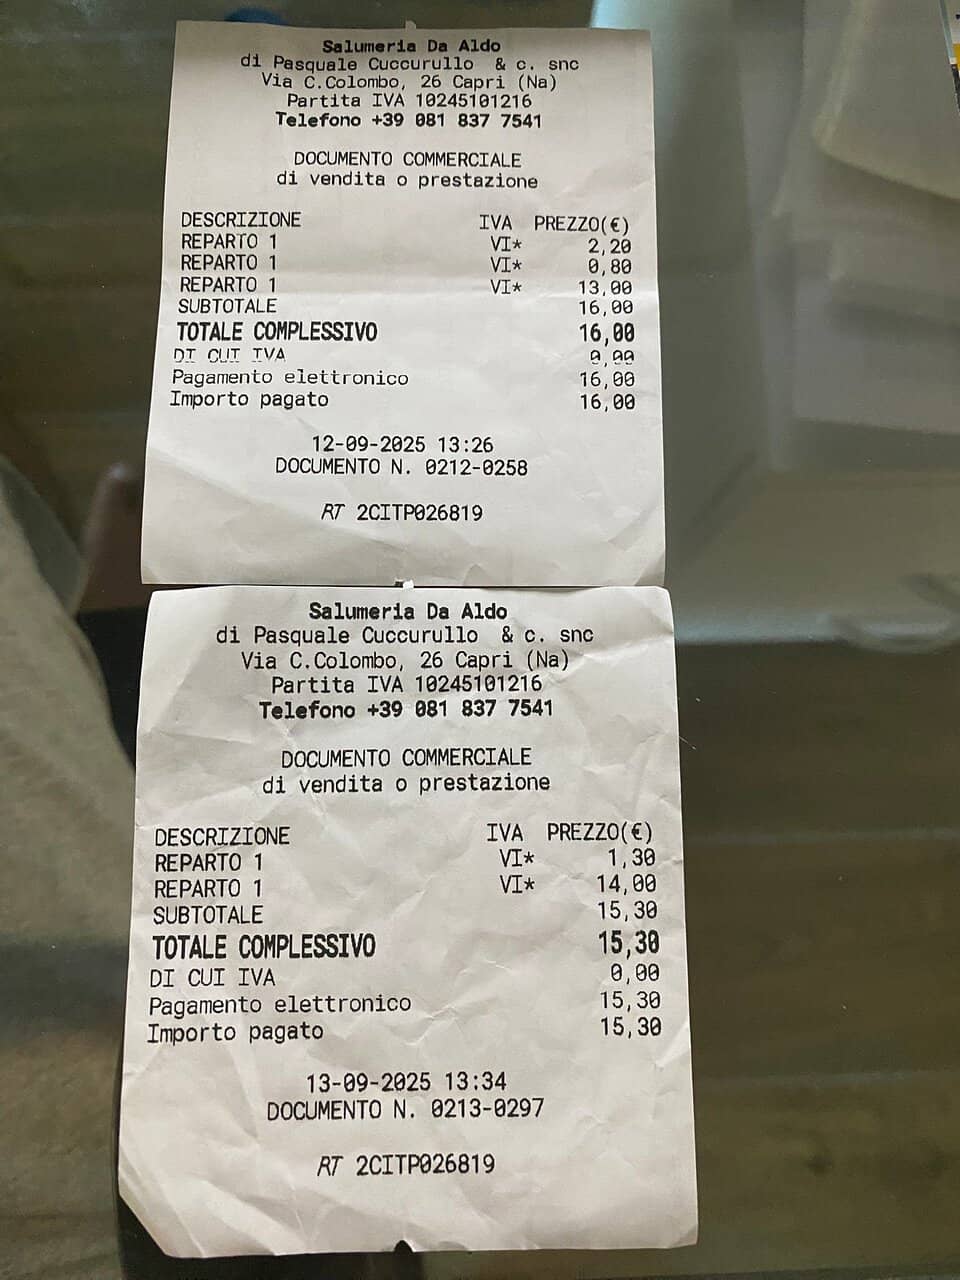 Salumeria Da Aldo
di Pasquale Cuccurullo & c. snc
Via C.Colombo, 26 Capri (Na)
Partita IVA 10245101216
Telefono +39 081 837 7541
DOCUMENTO COMMERCIALE
di vendita o prestazione
DESCRIZIONE IVA PREZZO(€)
REPARTO 1 VI* 2,20
REPARTO 1 VI* 0,80
REPARTO 1 VI* 13,00
SUBTOTALE 16,00
TOTALE COMPLESSIVO 16,00
DI CUI IVA 0,00
Pagamento elettronico 16,00
Importo pagato 16,00
12-09-2025 13:26
DOCUMENTO N. 0212-0258
RT 2CITP026819
Salumeria Da Aldo
di Pasquale Cuccurullo & c. snc
Via C.Colombo, 26 Capri (Na)
Partita IVA 10245101216
Telefono +39 081 837 7541
DOCUMENTO COMMERCIALE
di vendita o prestazione
DESCRIZIONE IVA PREZZO(€)
REPARTO 1 VI* 1,30
REPARTO 1 VI* 14,00
SUBTOTALE 15,30
TOTALE COMPLESSIVO 15,30
DI CUI IVA 0,00
Pagamento elettronico 15,30
Importo pagato 15,30
13-09-2025 13:34
DOCUMENTO N. 0213-0297
RT 2CITP026819